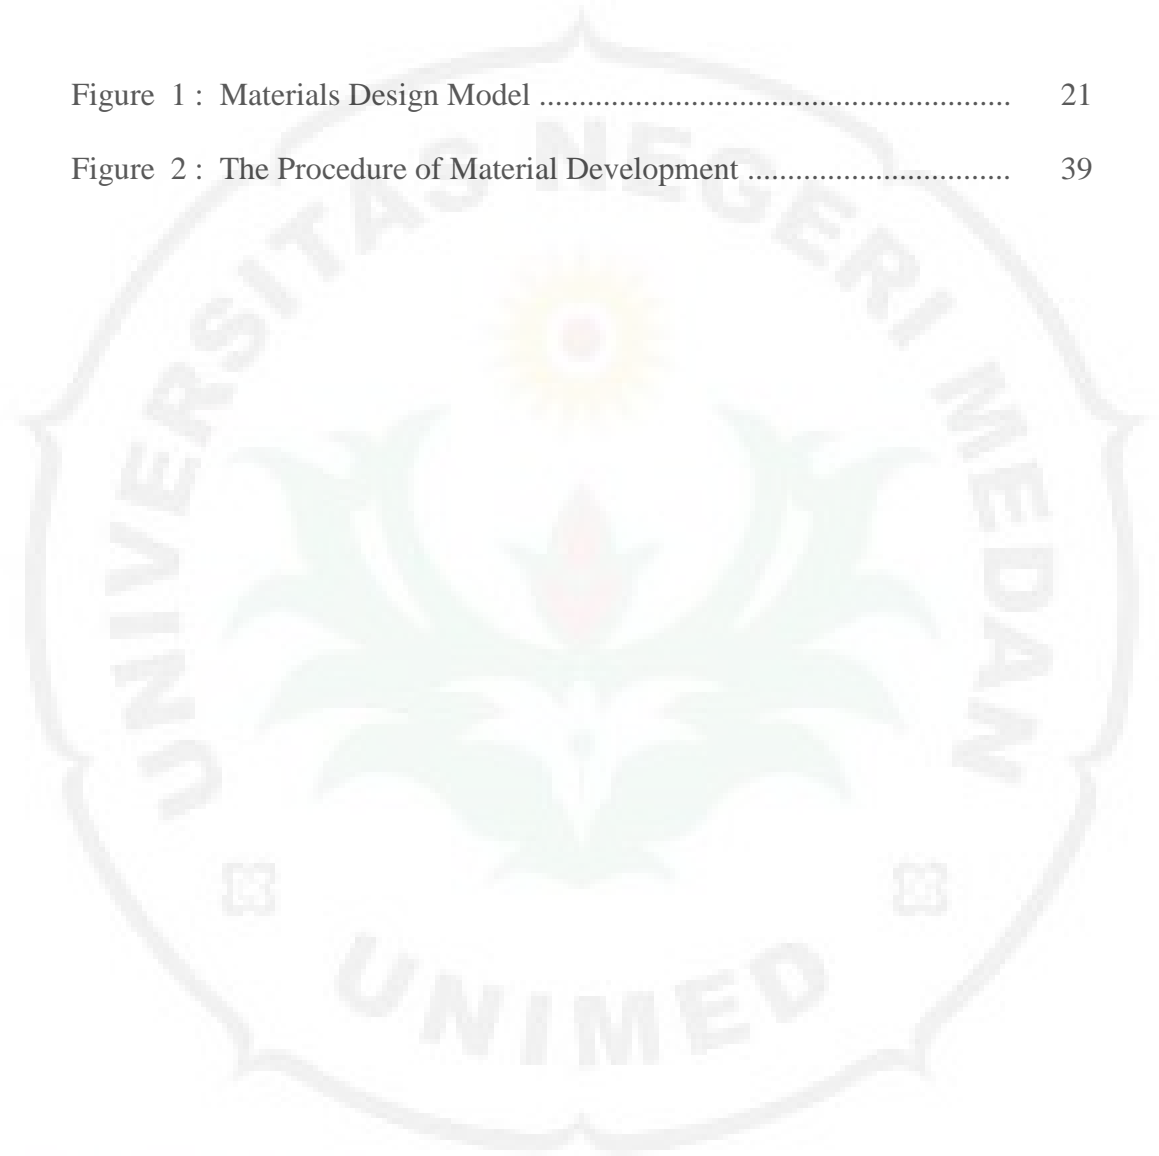 Figure 1 : Materials Design Model ........................................................... 21
Figure 2 : The Procedure of Material Development ................................. 39
UNIVERSITAS NEGERI MEDAN
UNIMED